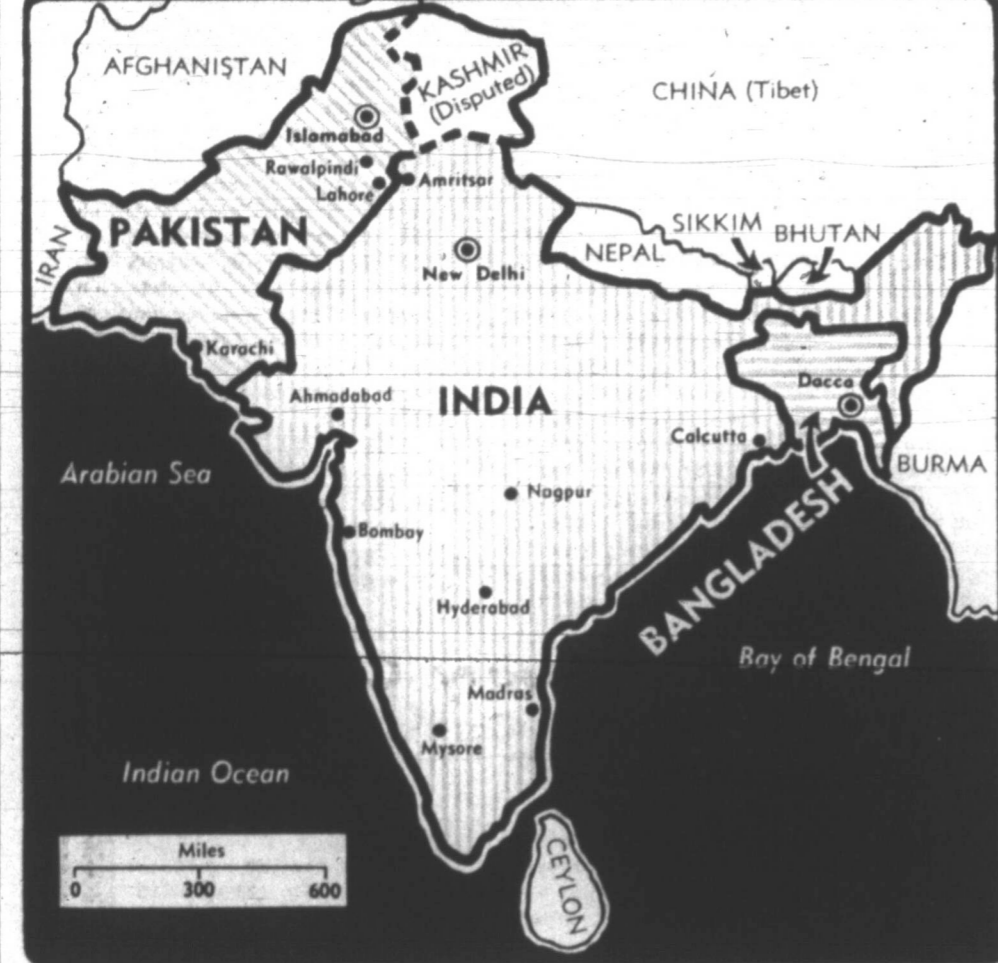 AFGHANISTAN
KASHMIR
(Disputed)
CHINA (Tibet)
Islamabad
Rawalpindi
Lahore
Amritsar
IRAN
PAKISTAN
SIKKIM
BHUTAN
NEPAL
New Delhi
Karachi
Ahmadabad
INDIA
Dacca
Calcutta
BURMA
Arabian Sea
Nagpur
Bombay
BANGLADESH
Hyderabad
Bay of Bengal
Madras
Mysore
Indian Ocean
Miles
0 300 600
CEYLON